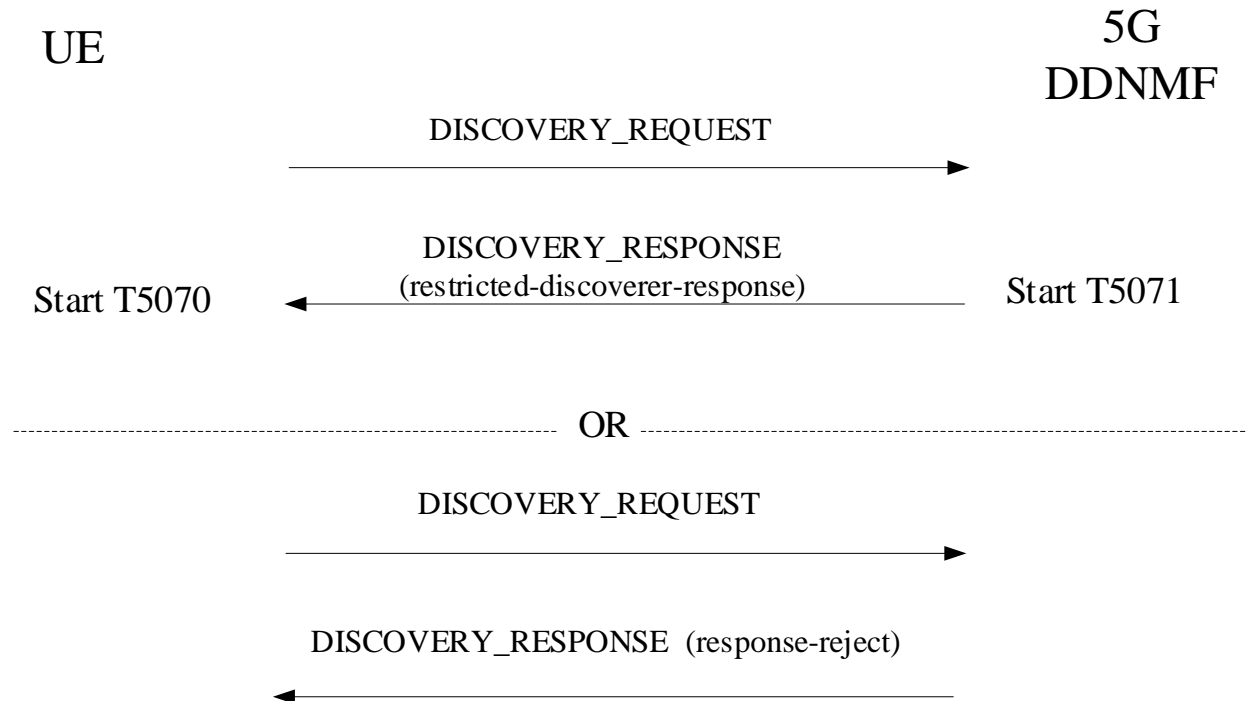 UE
5G
DDNMF
DISCOVERY_REQUEST
DISCOVERY_RESPONSE
(restricted-discoverer-response)
Start T5070
Start T5071
OR
DISCOVERY_REQUEST
DISCOVERY_RESPONSE (response-reject)